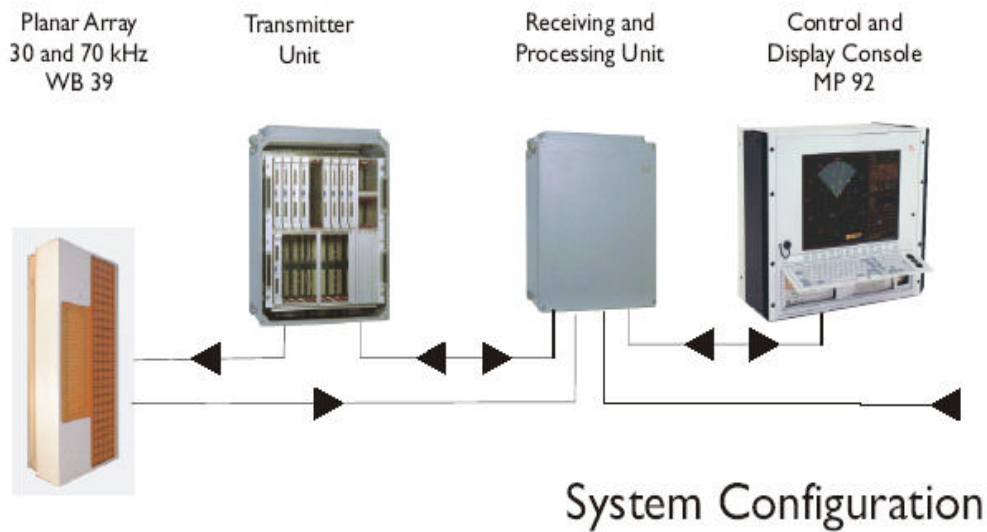 Planar Array
30 and 70 kHz
WB 39
Transmitter
Unit
Receiving and
Processing Unit
Control and
Display Console
MP 92
System Configuration